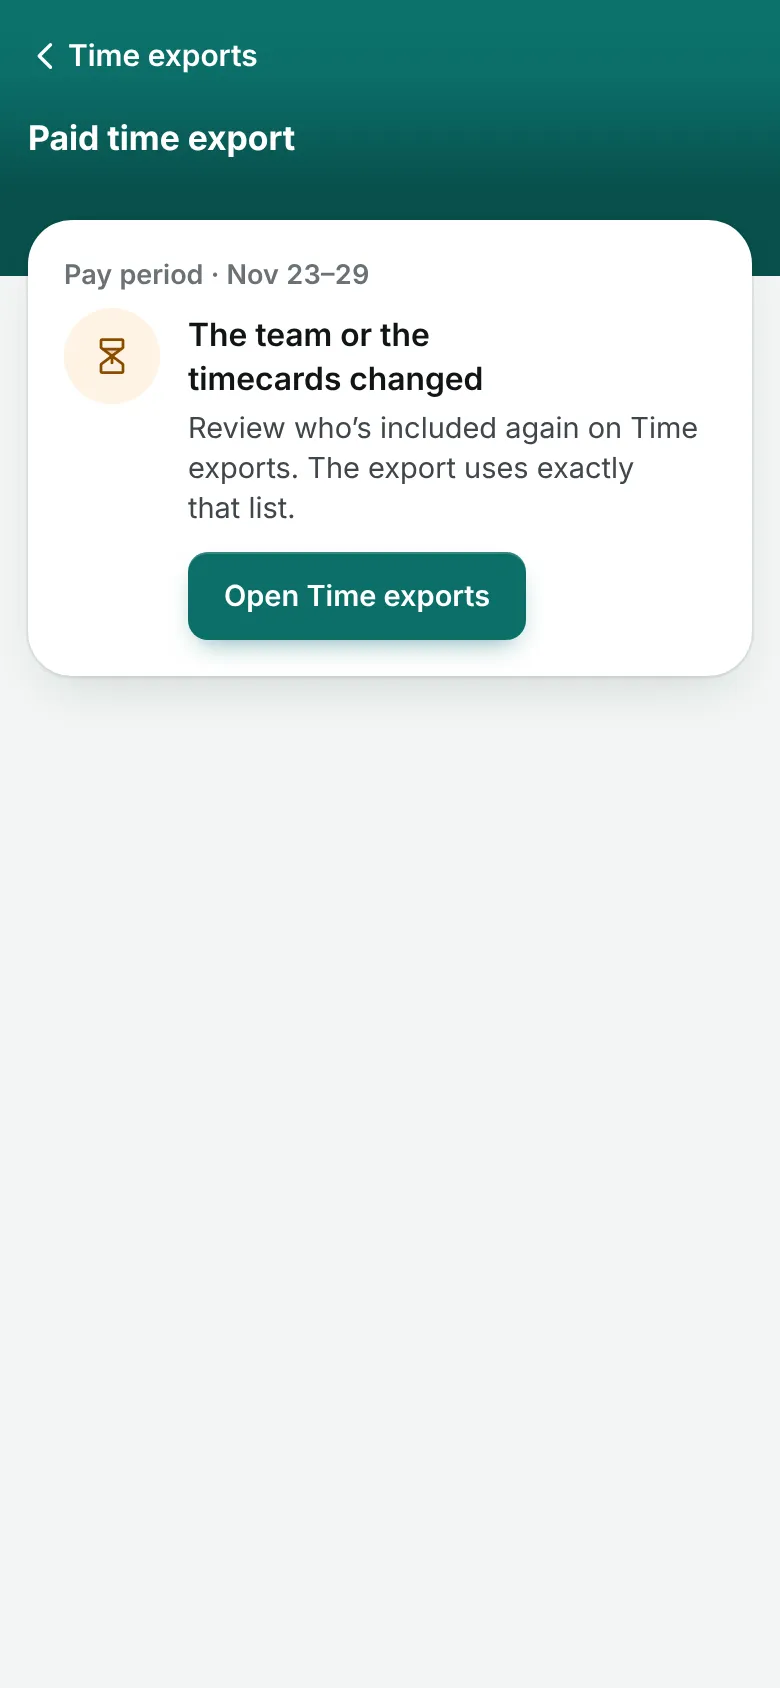 Time exports
Paid time export
Pay period · Nov 23–29
The team or the
timecards changed
Review who’s included again on Time
exports. The export uses exactly
that list.
Open Time exports